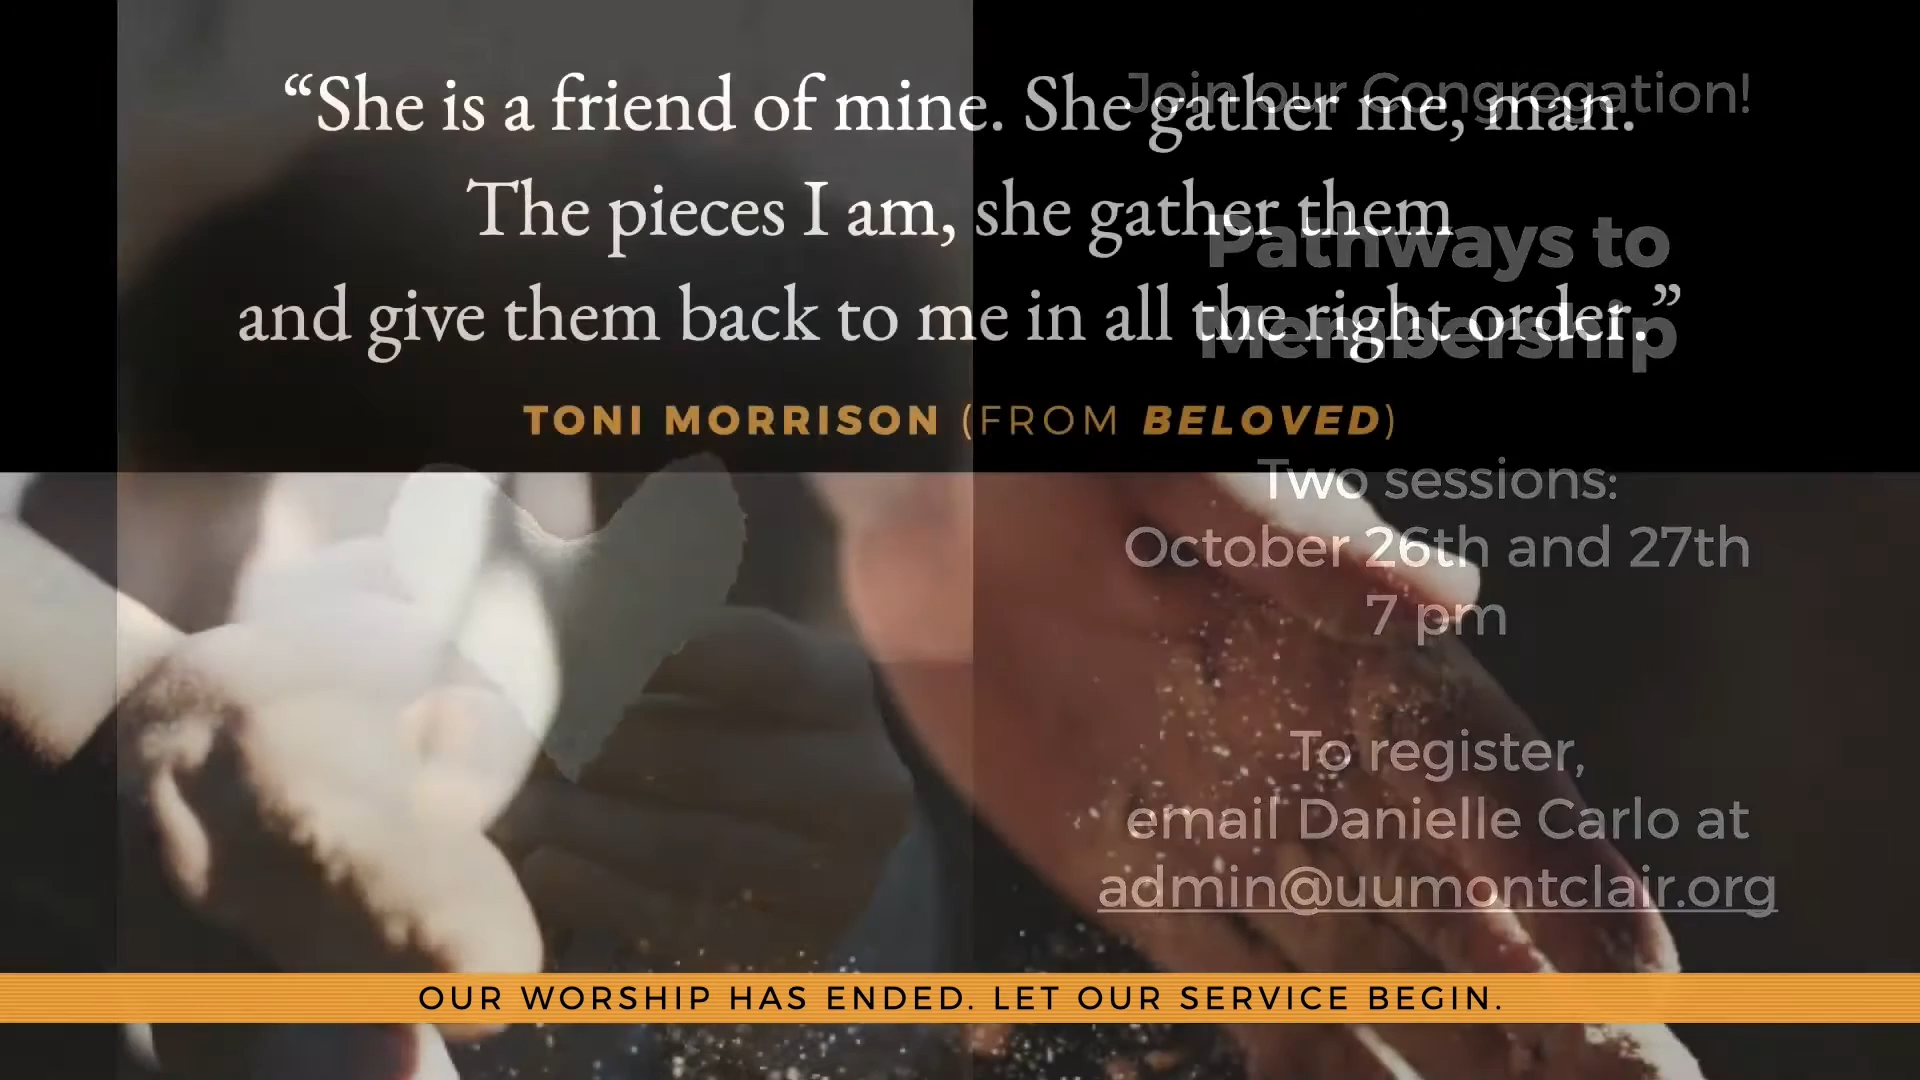 “She is a friend of mine. She gather me, man.
The pieces I am, she gather them
and give them back to me in all the right order.”
TONI MORRISON (FROM BELOVED)
Join our Congregation!
Pathways to
Membership
Two sessions:
October 26th and 27th
7 pm
To register,
email Danielle Carlo at
admin@uumontclair.org
OUR WORSHIP HAS ENDED. LET OUR SERVICE BEGIN.